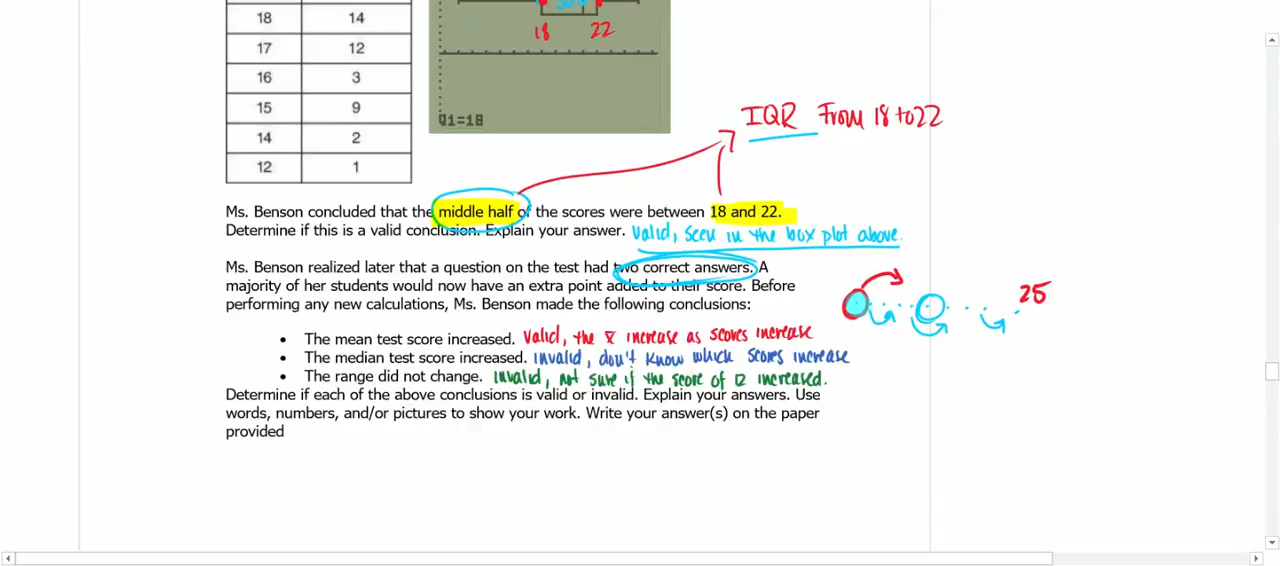 18 14
17 12
16 3
15 9
14 2
12 1
18 22
Q1=18
IQR From 18 to 22
Ms. Benson concluded that the middle half of the scores were between 18 and 22.
Determine if this is a valid conclusion. Explain your answer. Valid, seen in the box plot above.
Ms. Benson realized later that a question on the test had two correct answers. A
majority of her students would now have an extra point added to their score. Before
performing any new calculations, Ms. Benson made the following conclusions:
25
• The mean test score increased. Valid, the x̄ increase as scores increase
• The median test score increased. invalid, don't know which scores increase
• The range did not change. invalid, not sure if the score of 12 increased.
Determine if each of the above conclusions is valid or invalid. Explain your answers. Use
words, numbers, and/or pictures to show your work. Write your answer(s) on the paper
provided